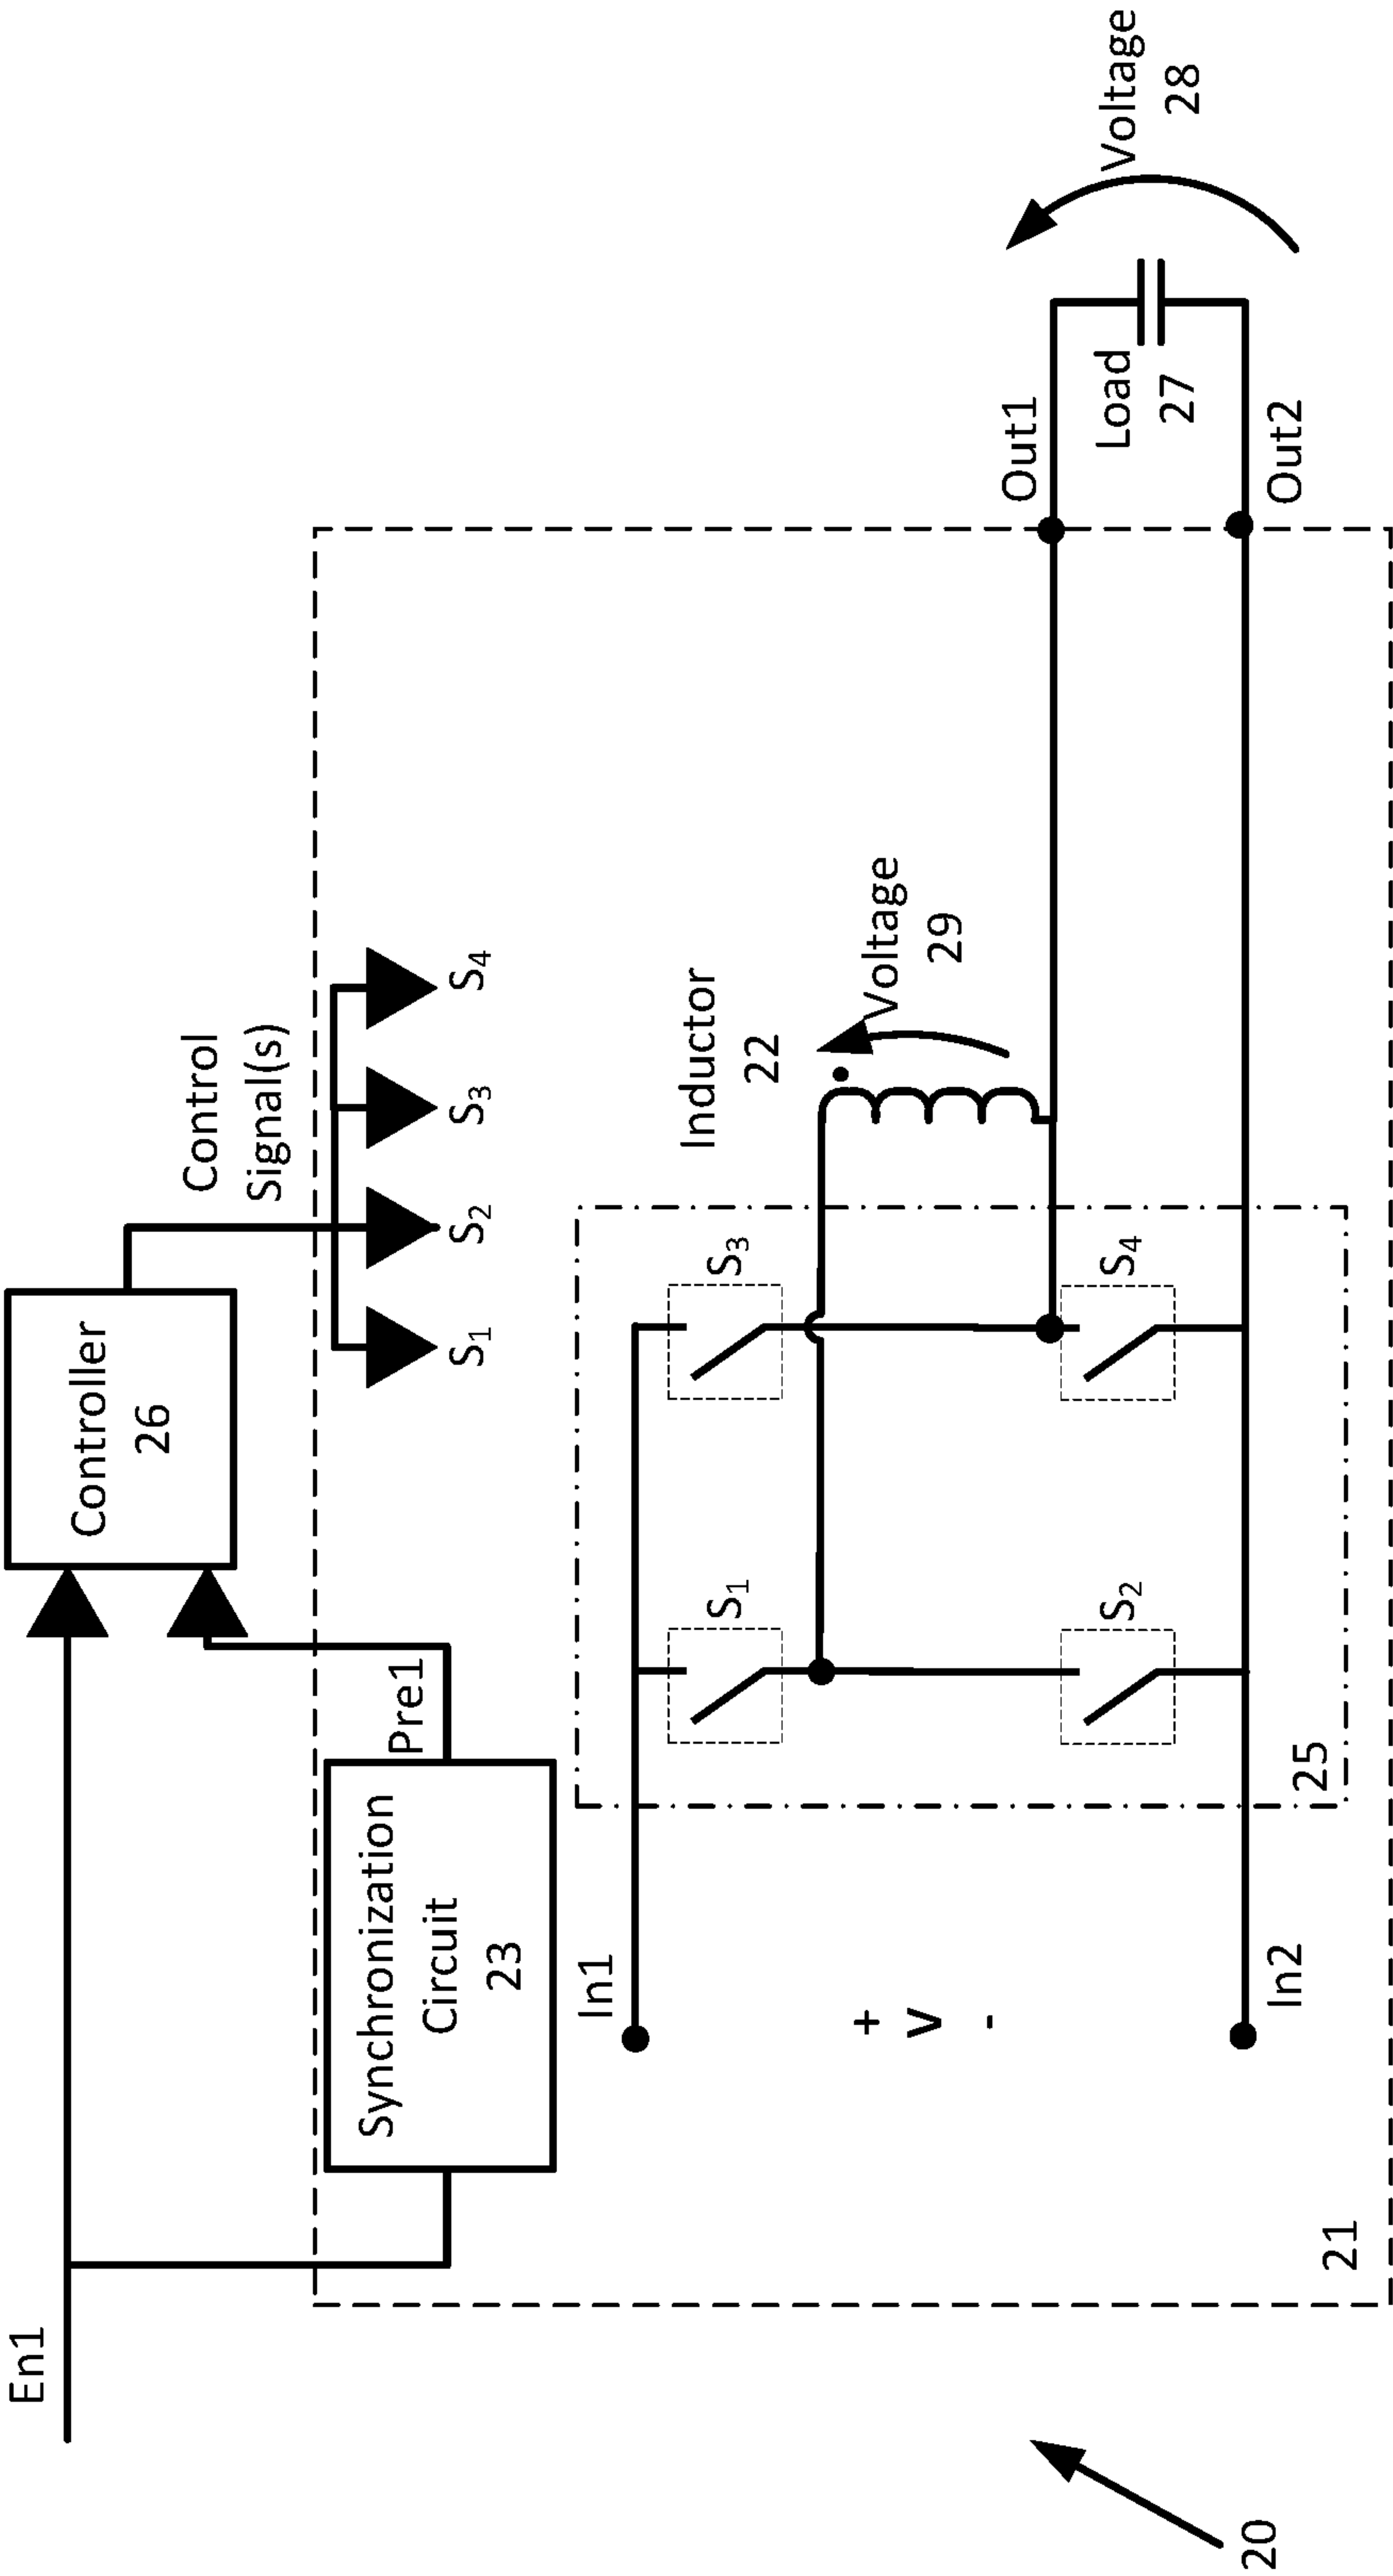 En1
Controller
26
Control
Signal(s)
Synchronization
Circuit
23
Pre1
S1
S2
S3
S4
In1
+
V
-
In2
S1
S3
S2
S4
25
Inductor
22
Voltage
29
Out1
Load
27
Out2
Voltage
28
21
20